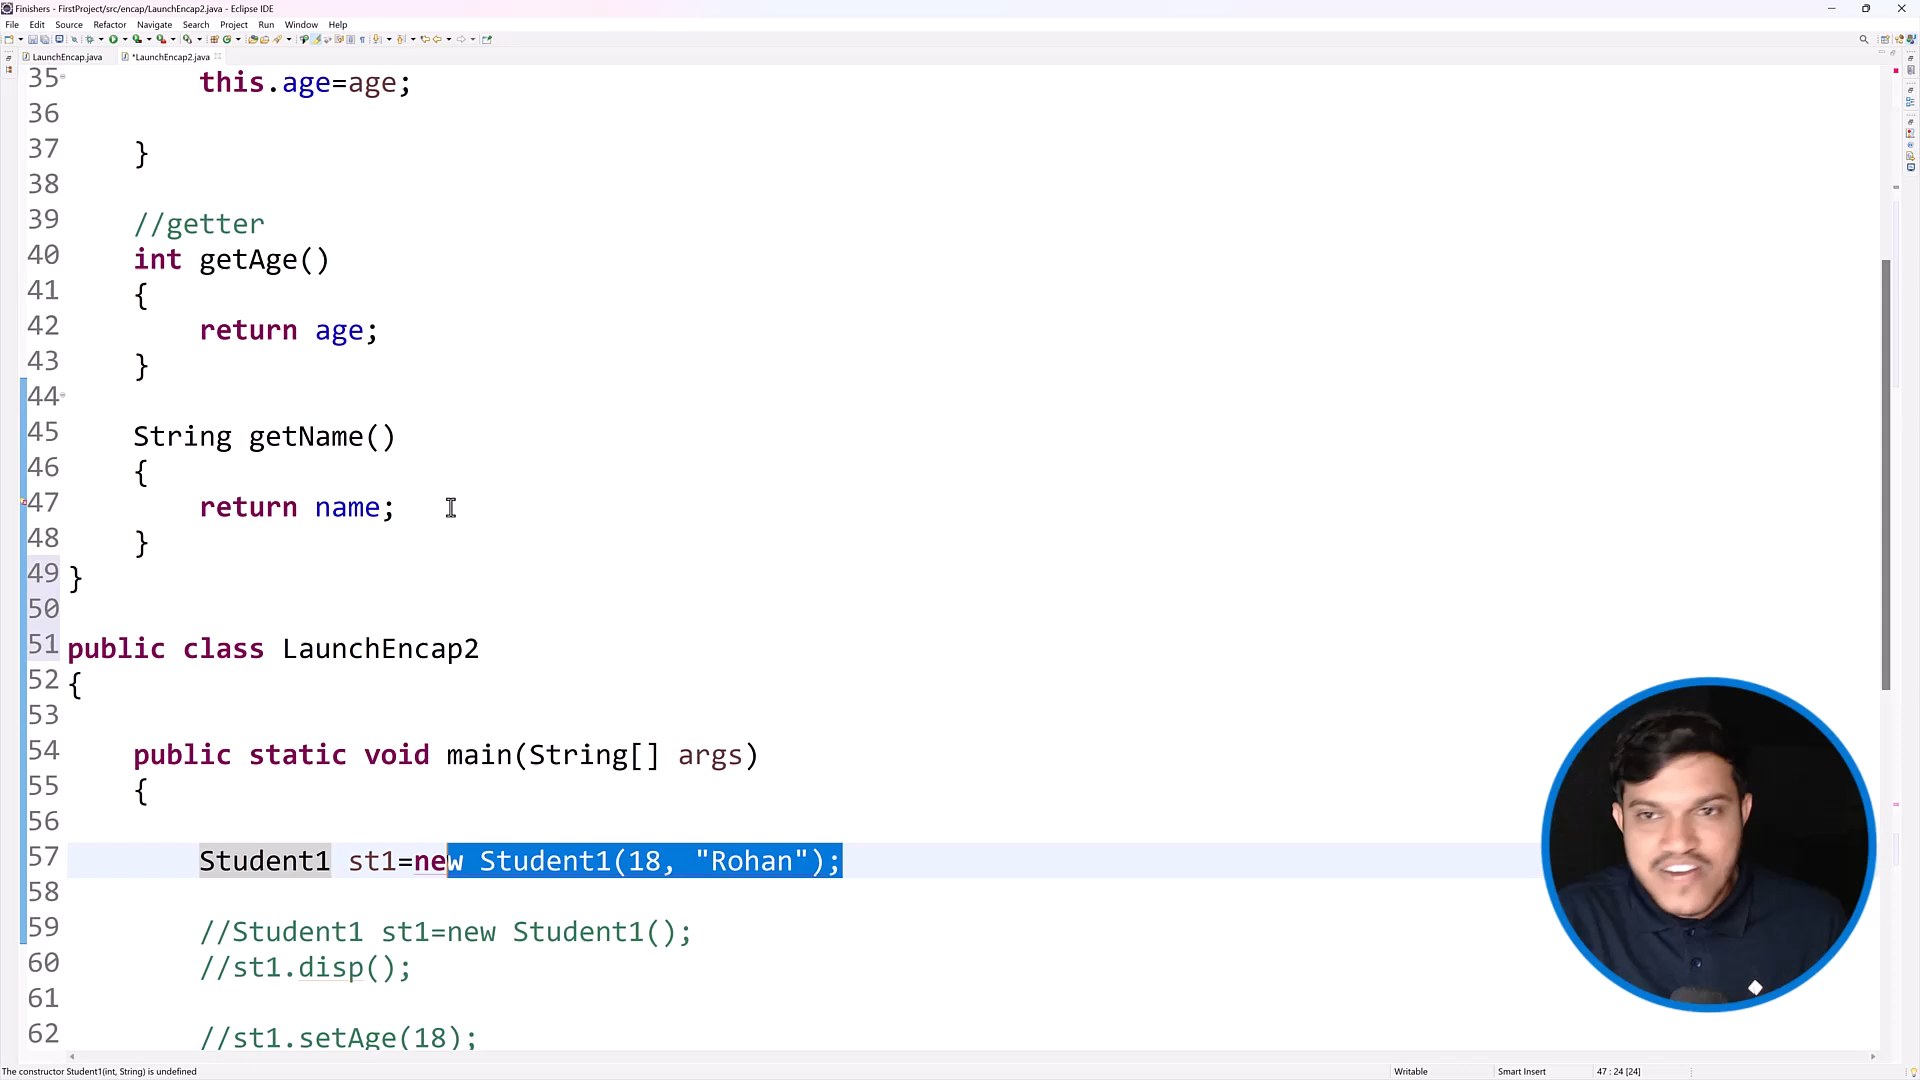 Finishers - FirstProject/src/encap/LaunchEncap2.java - Eclipse IDE
File Edit Source Refactor Navigate Search Project Run Window Help
LaunchEncap.java *LaunchEncap2.java
35 this.age=age;
36
37 }
38
39 //getter
40 int getAge()
41 {
42 return age;
43 }
44
45 String getName()
46 {
47 return name;
48 }
49 }
50
51 public class LaunchEncap2
52 {
53
54 public static void main(String[] args)
55 {
56
57 Student1 st1=new Student1(18, "Rohan");
58
59 //Student1 st1=new Student1();
60 //st1.disp();
61
62 //st1.setAge(18);
The constructor Student1(int, String) is undefined Writable Smart Insert 47 : 24 [24]